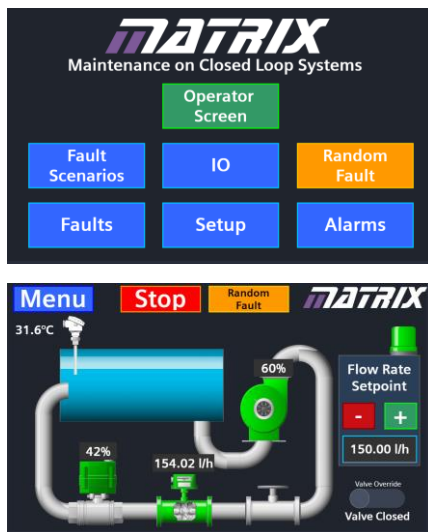 MATRIX
Maintenance on Closed Loop Systems
Operator
Screen
Fault
Scenarios
IO
Random
Fault
Faults
Setup
Alarms
Menu
Stop
Random
Fault
MATRIX
31.6°C
60%
Flow Rate
Setpoint
-
+
42%
154.02 l/h
150.00 l/h
Valve Override
Valve Closed